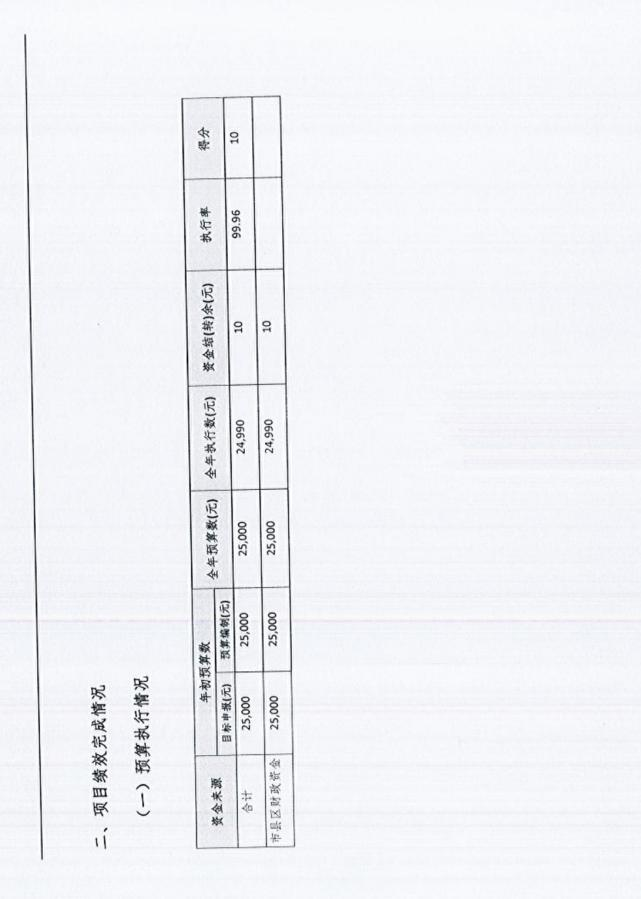 二、项目绩效完成情况
（一）预算执行情况
资金来源 年初预算数 全年预算数(元) 全年执行数(元) 资金结(转)余(元) 执行率 得分
目标申报(元) 预算编制(元)
合计 25,000 25,000 25,000 24,990 10 99.96 10
市县区财政资金 25,000 25,000 25,000 24,990 10